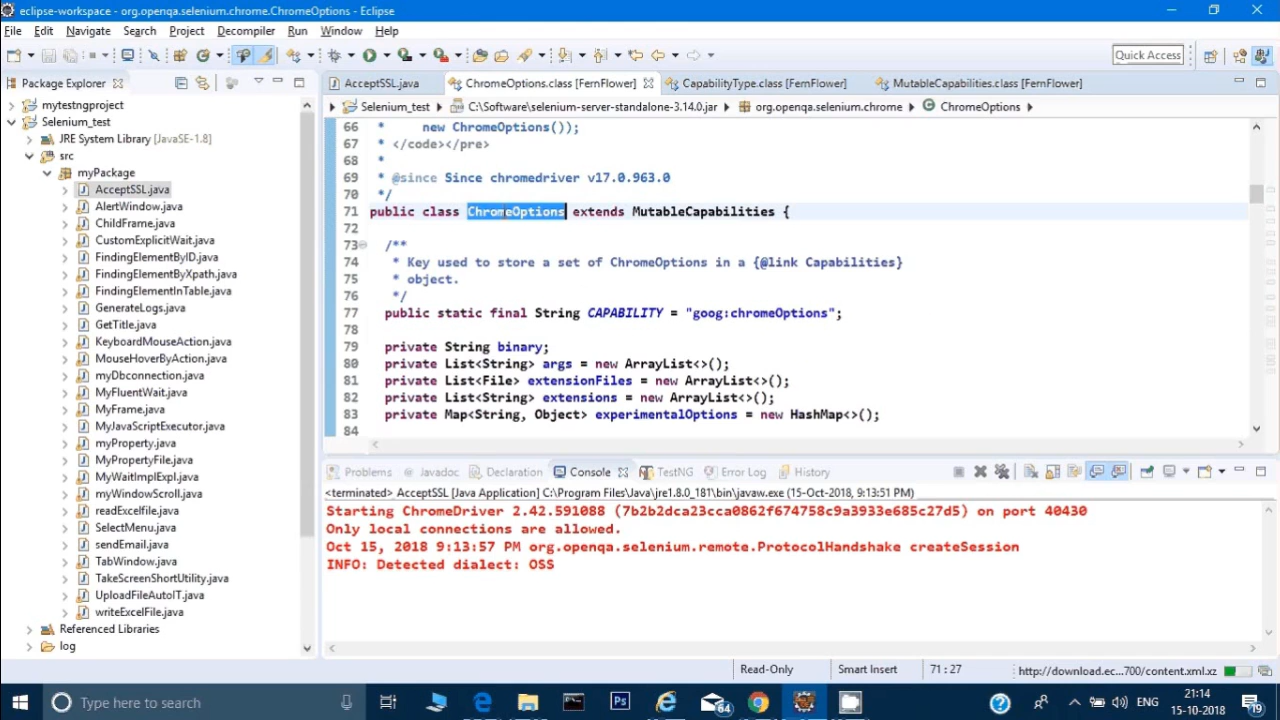 eclipse-workspace - org.openqa.selenium.chrome.ChromeOptions - Eclipse
File Edit Navigate Search Project Decompiler Run Window Help
Quick Access
Package Explorer
mytestngproject
Selenium_test
JRE System Library [JavaSE-1.8]
src
myPackage
AcceptSSL.java
AlertWindow.java
ChildFrame.java
CustomExplicitWait.java
FindingElementByID.java
FindingElementByXpath.java
FindingElementInTable.java
GenerateLogs.java
GetTitle.java
KeyboardMouseAction.java
MouseHoverByAction.java
myDbconnection.java
MyFluentWait.java
MyFrame.java
MyJavaScriptExecutor.java
myProperty.java
MyPropertyFile.java
MyWaitImplExpl.java
myWindowScroll.java
readExcelfile.java
SelectMenu.java
sendEmail.java
TabWindow.java
TakeScreenShortUtility.java
UploadFileAutoIT.java
writeExcelFile.java
Referenced Libraries
log
AcceptSSL.java ChromeOptions.class [FernFlower] CapabilityType.class [FernFlower] MutableCapabilities.class [FernFlower]
Selenium_test C:\Software\selenium-server-standalone-3.14.0.jar org.openqa.selenium.chrome ChromeOptions
66 *     new ChromeOptions());
67 * </code></pre>
68 *
69 * @since Since chromedriver v17.0.963.0
70 */
71 public class ChromeOptions extends MutableCapabilities {
72
73 /**
74 * Key used to store a set of ChromeOptions in a {@link Capabilities}
75 * object.
76 */
77 public static final String CAPABILITY = "goog:chromeOptions";
78
79 private String binary;
80 private List<String> args = new ArrayList<>();
81 private List<File> extensionFiles = new ArrayList<>();
82 private List<String> extensions = new ArrayList<>();
83 private Map<String, Object> experimentalOptions = new HashMap<>();
84
Problems Javadoc Declaration Console TestNG Error Log History
<terminated> AcceptSSL [Java Application] C:\Program Files\Java\jre1.8.0_181\bin\javaw.exe (15-Oct-2018, 9:13:51 PM)
Starting ChromeDriver 2.42.591088 (7b2b2dca23cca0862f674758c9a3933e685c27d5) on port 40430
Only local connections are allowed.
Oct 15, 2018 9:13:57 PM org.openqa.selenium.remote.ProtocolHandshake createSession
INFO: Detected dialect: OSS
Read-Only Smart Insert 71 : 27 http://download.ec...700/content.xml.xz
Type here to search
64
ENG
21:14
15-10-2018
19